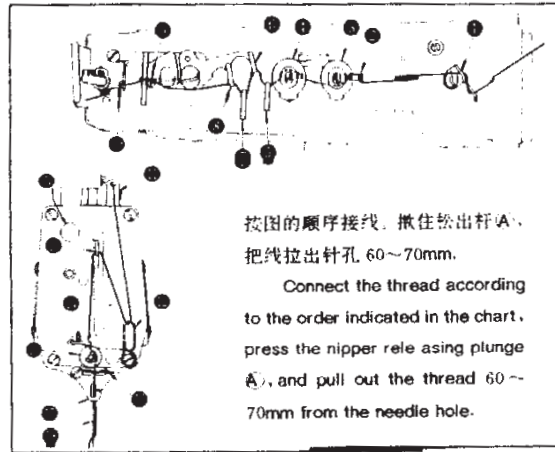 按图的顺序接线，揿住松出杆Ⓐ，
把线拉出针孔 60～70mm.
Connect the thread according
to the order indicated in the chart,
press the nipper rele asing plunge
Ⓐ, and pull out the thread 60～
70mm from the needle hole.